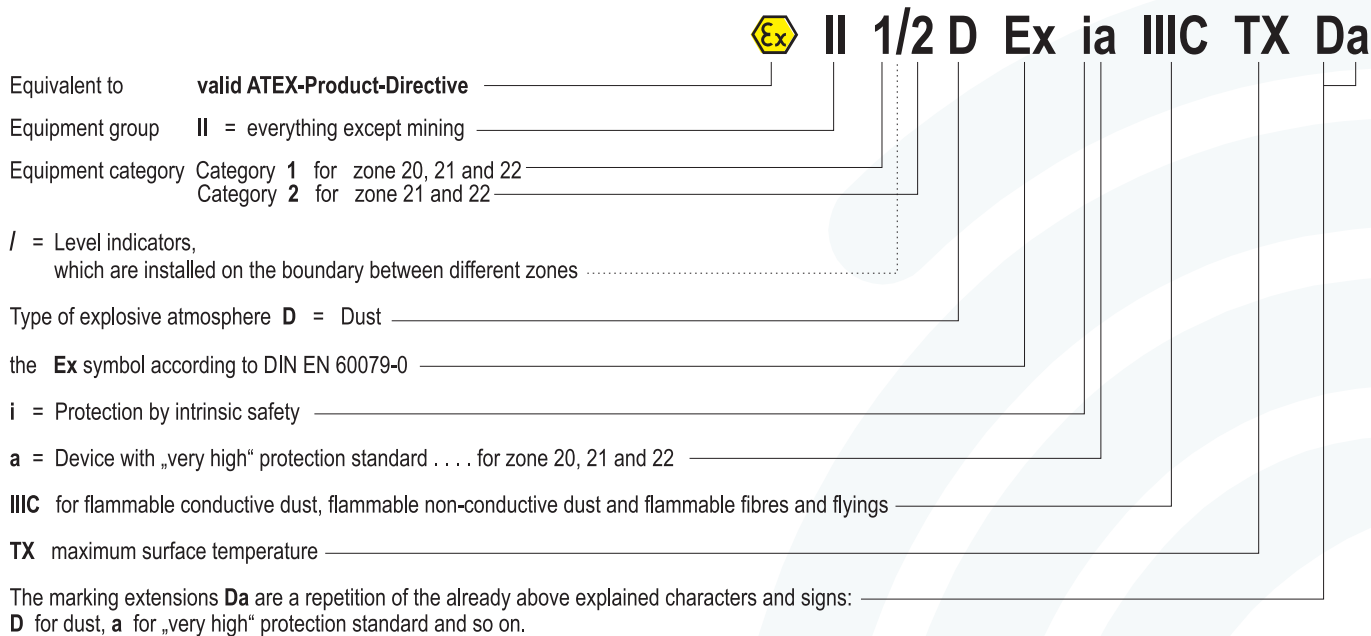 Ex II 1/2 D Ex ia IIIC TX Da
Equivalent to valid ATEX-Product-Directive
Equipment group II = everything except mining
Equipment category Category 1 for zone 20, 21 and 22
Category 2 for zone 21 and 22
/ = Level indicators,
which are installed on the boundary between different zones
Type of explosive atmosphere D = Dust
the Ex symbol according to DIN EN 60079-0
i = Protection by intrinsic safety
a = Device with „very high“ protection standard . . . . for zone 20, 21 and 22
IIIC for flammable conductive dust, flammable non-conductive dust and flammable fibres and flyings
TX maximum surface temperature
The marking extensions Da are a repetition of the already above explained characters and signs:
D for dust, a for „very high“ protection standard and so on.